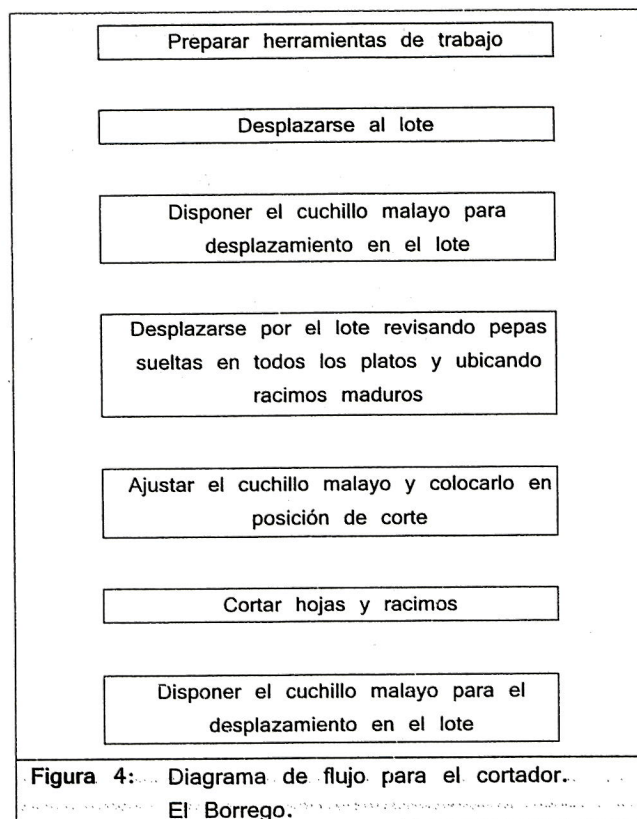 Preparar herramientas de trabajo
Desplazarse al lote
Disponer el cuchillo malayo para
desplazamiento en el lote
Desplazarse por el lote revisando pepas
sueltas en todos los platos y ubicando
racimos maduros
Ajustar el cuchillo malayo y colocarlo en
posición de corte
Cortar hojas y racimos
Disponer el cuchillo malayo para el
desplazamiento en el lote
Figura 4: Diagrama de flujo para el cortador.
El Borrego.